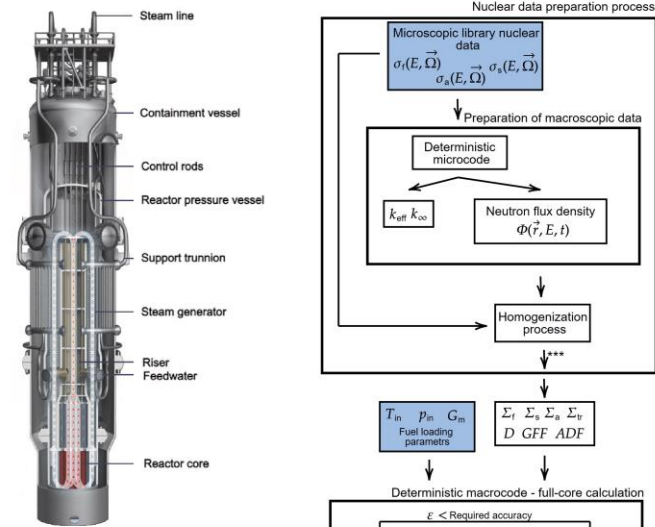 Steam line
Containment vessel
Control rods
Reactor pressure vessel
Support trunnion
Steam generator
Riser
Feedwater
Reactor core
Nuclear data preparation process
Microscopic library nuclear
data
σf(E, Ω⃗) σs(E, Ω⃗)
σa(E, Ω⃗)
Preparation of macroscopic data
Deterministic
microcode
keff k∞
Neutron flux density
Φ(r⃗, E, t)
Homogenization
process
***
Tin pin Gm
Fuel loading
parametrs
Σf Σs Σa Σtr
D GFF ADF
Deterministic macrocode - full-core calculation
ε < Required accuracy